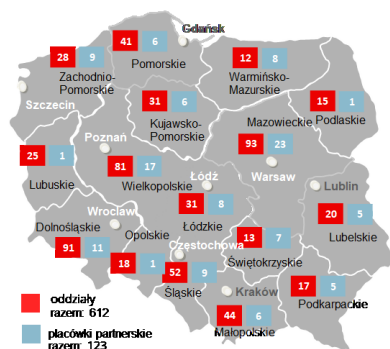 Gdańsk
41 6
Pomorskie
28 9
Zachodnio-
Pomorskie
12 8
Warmińsko-
Mazurskie
Szczecin
31 6
Kujawsko-
Pomorskie
15 1
Podlaskie
Mazowieckie
93 23
Warsaw
Poznań
25 1
Lubuskie
81 17
Wielkopolskie
Łódź
31 8
Łódzkie
Lublin
20 5
Lubelskie
Wrocław
Dolnośląskie
91 11
Opolskie
18 1
Częstochowa
52 9
Śląskie
13 7
Świętokrzyskie
Kraków
44 6
Małopolskie
17 5
Podkarpackie
oddziały
razem: 612
placówki partnerskie
razem: 123